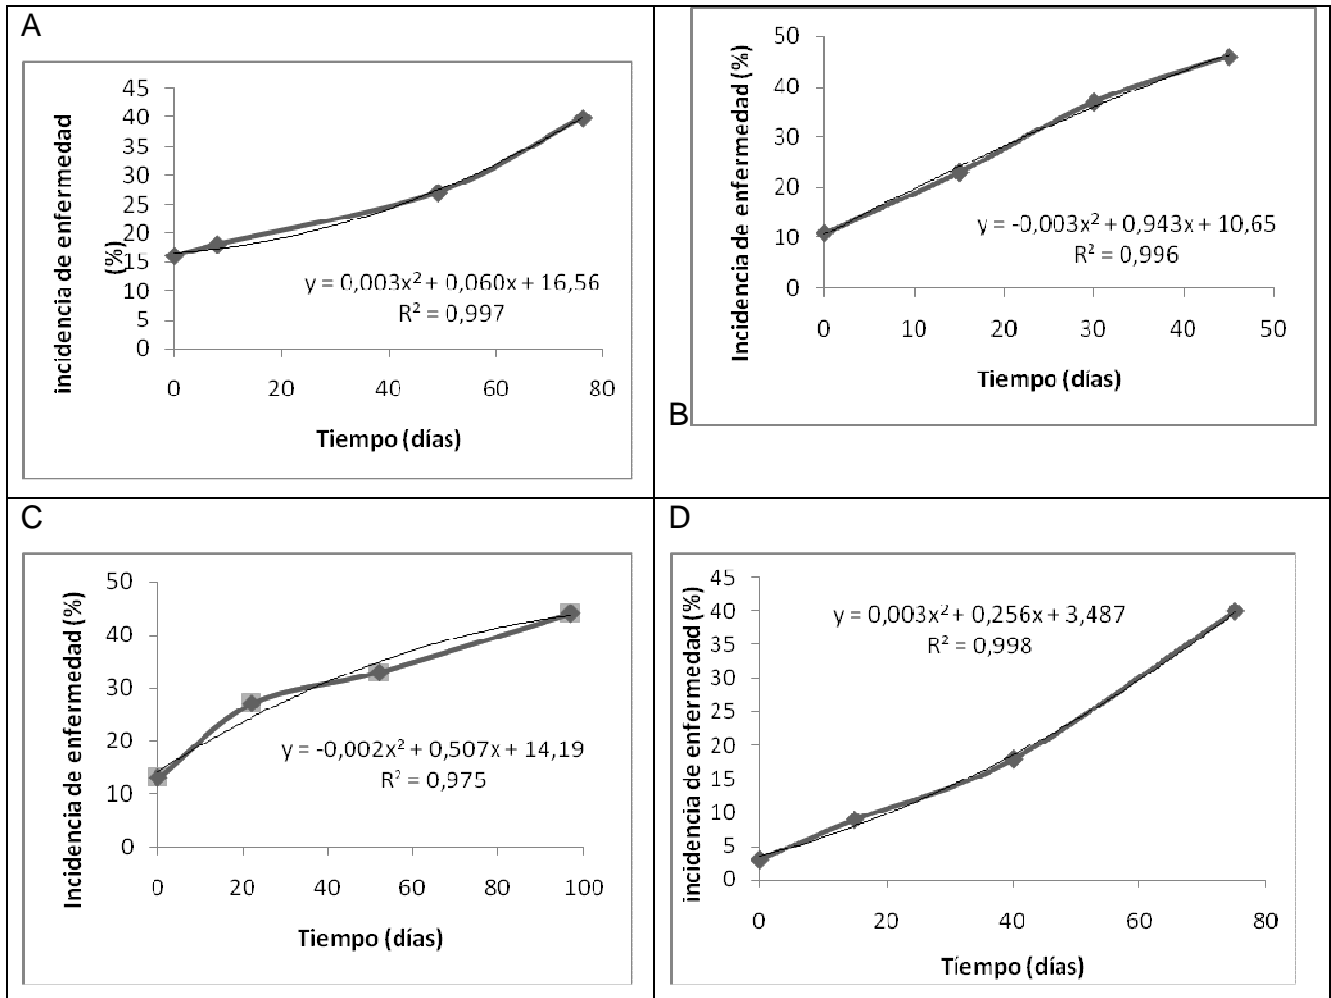 A
45
40
35
30
25
20
15
10
5
0
incidencia de enfermedad
(%)
y = 0,003x² + 0,060x + 16,56
R² = 0,997
0 20 40 60 80
Tiempo (días)
50
40
30
20
10
0
Incidencia de enfermedad (%)
y = -0,003x² + 0,943x + 10,65
R² = 0,996
0 10 20 30 40 50
Tiempo (días)
B
C
50
40
30
20
10
0
Incidencia de enfermedad (%)
y = -0,002x² + 0,507x + 14,19
R² = 0,975
0 20 40 60 80 100
Tiempo (días)
D
45
40
35
30
25
20
15
10
5
0
incidencia de enfermedad (%)
y = 0,003x² + 0,256x + 3,487
R² = 0,998
0 20 40 60 80
Tiempo (días)